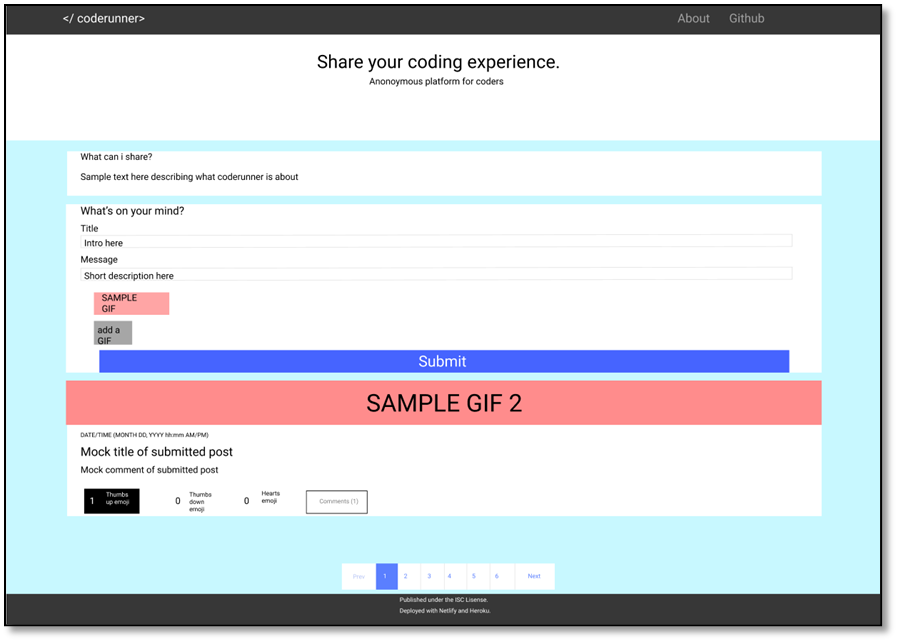 </ coderunner> About Github
Share your coding experience.
Anonoymous platform for coders
What can i share?
Sample text here describing what coderunner is about
What's on your mind?
Title
Intro here
Message
Short description here
SAMPLE
GIF
add a
GIF
Submit
SAMPLE GIF 2
DATE/TIME (MONTH DD, YYYY hh:mm AM/PM)
Mock title of submitted post
Mock comment of submitted post
1 Thumbs
up emoji
0 Thumbs
down
emoji
0 Hearts
emoji
Comments (1)
Prev 1 2 3 4 5 6 Next
Published under the ISC Lisense.
Deployed with Netlify and Heroku.